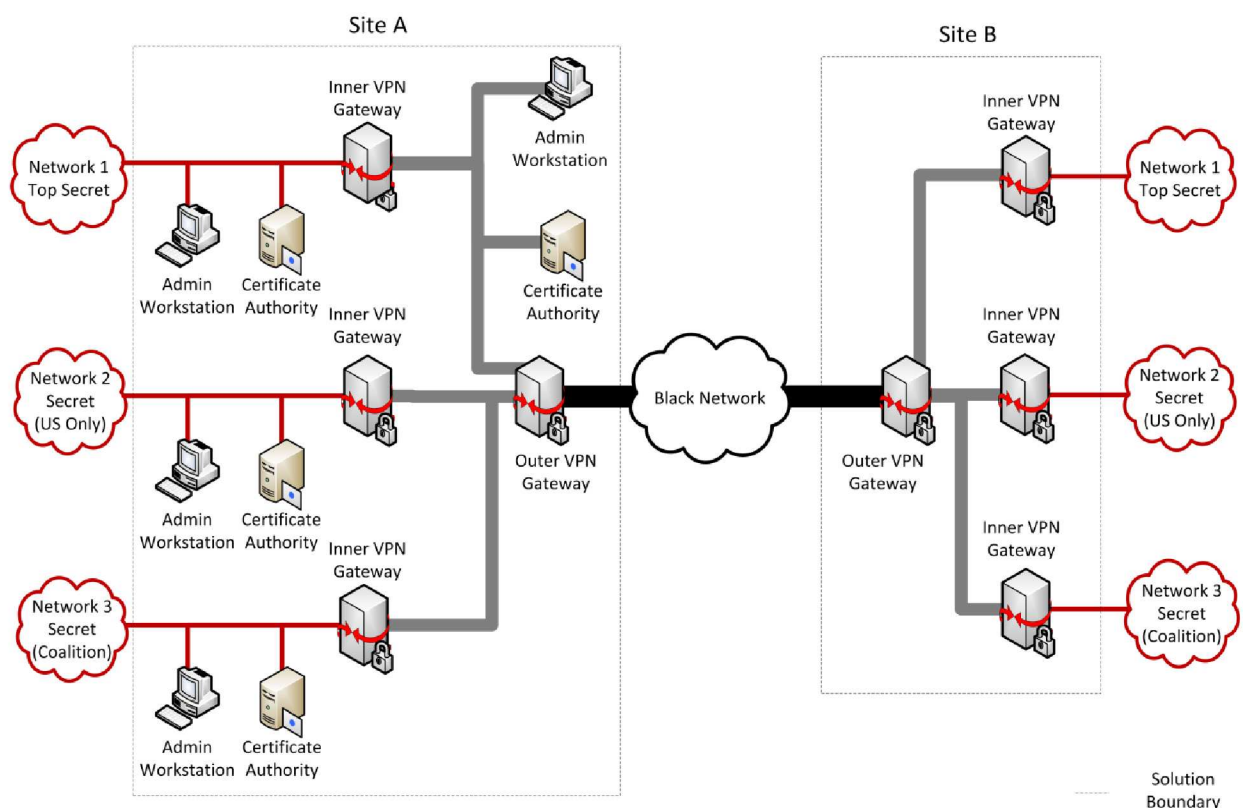 Site A
Site B
Inner VPN
Gateway
Admin
Workstation
Inner VPN
Gateway
Network 1
Top Secret
Network 1
Top Secret
Admin
Workstation
Certificate
Authority
Certificate
Authority
Inner VPN
Gateway
Inner VPN
Gateway
Network 2
Secret
(US Only)
Black Network
Network 2
Secret
(US Only)
Admin
Workstation
Certificate
Authority
Outer VPN
Gateway
Outer VPN
Gateway
Inner VPN
Gateway
Inner VPN
Gateway
Network 3
Secret
(Coalition)
Network 3
Secret
(Coalition)
Admin
Workstation
Certificate
Authority
Solution
Boundary